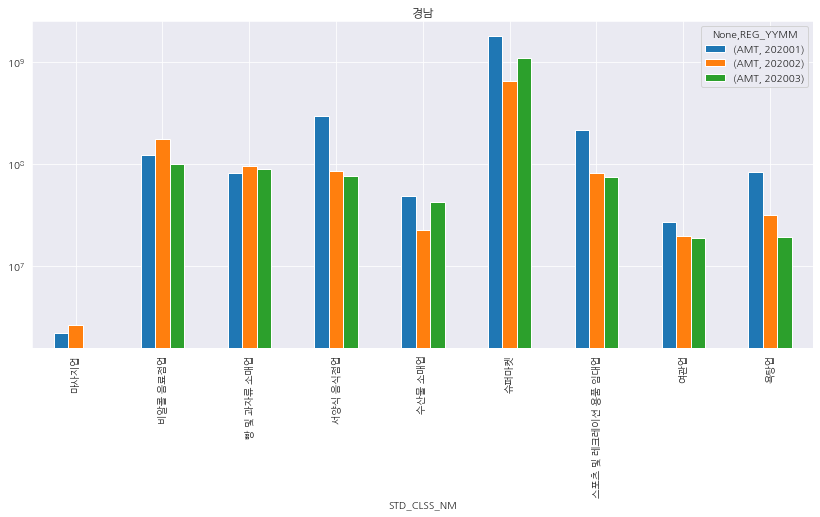 경남
None,REG_YYMM
(AMT, 202001)
(AMT, 202002)
(AMT, 202003)
10⁹
10⁸
10⁷
마사지업
비알콜 음료점업
빵 및 과자류 소매업
서양식 음식점업
수산물 소매업
슈퍼마켓
스포츠 및 레크레이션 용품 임대업
여관업
욕탕업
STD_CLSS_NM